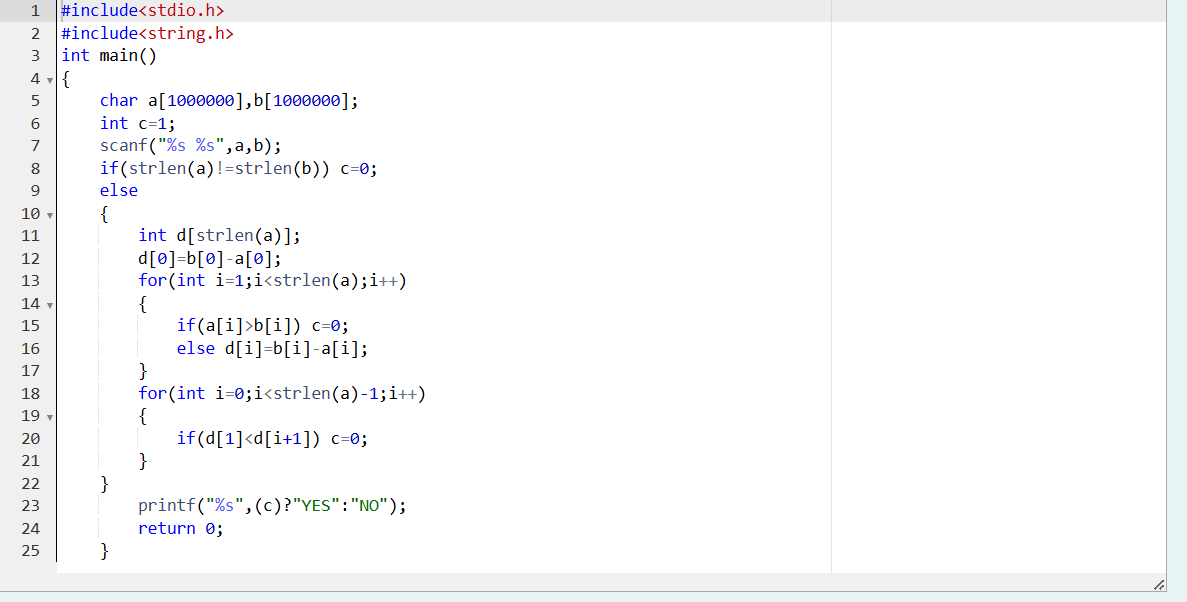 1 #include<stdio.h>
2 #include<string.h>
3 int main()
4 {
5     char a[1000000],b[1000000];
6     int c=1;
7     scanf("%s %s",a,b);
8     if(strlen(a)!=strlen(b)) c=0;
9     else
10     {
11         int d[strlen(a)];
12         d[0]=b[0]-a[0];
13         for(int i=1;i<strlen(a);i++)
14         {
15             if(a[i]>b[i]) c=0;
16             else d[i]=b[i]-a[i];
17         }
18         for(int i=0;i<strlen(a)-1;i++)
19         {
20             if(d[1]<d[i+1]) c=0;
21         }
22     }
23         printf("%s",(c)?"YES":"NO");
24         return 0;
25     }